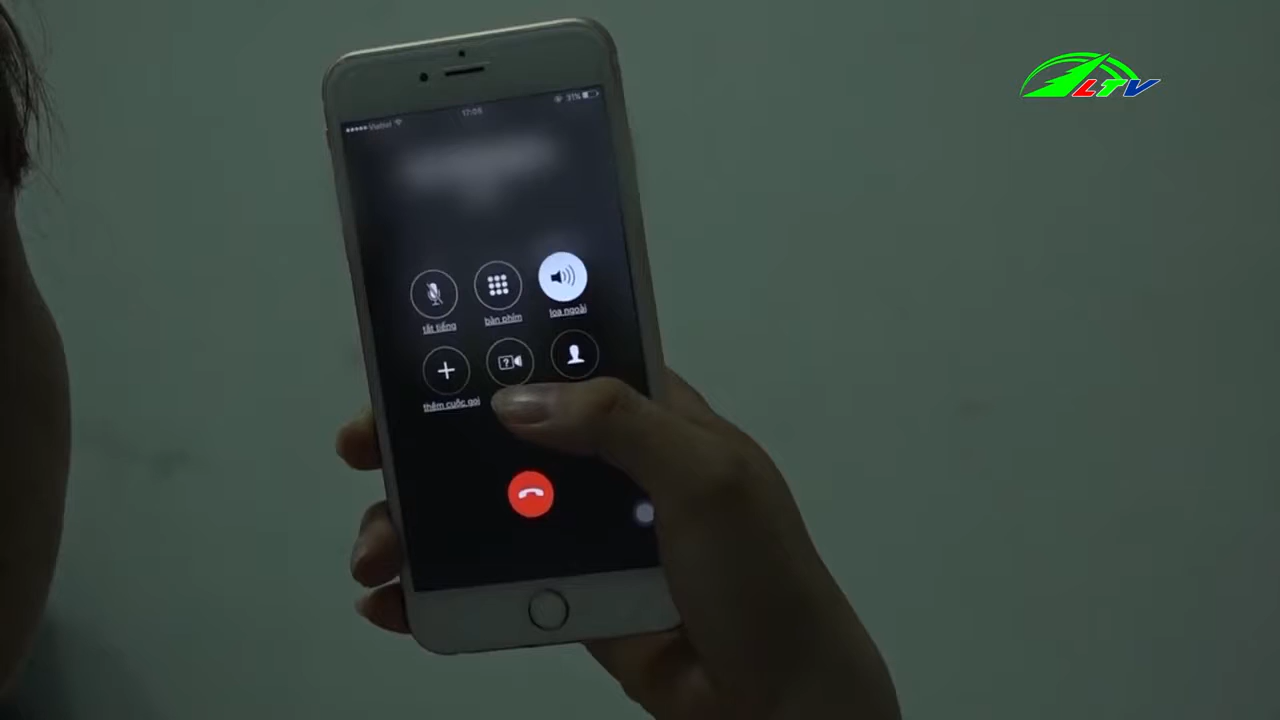 LTV
Viettel 17:05 31%
tắt tiếng bàn phím loa ngoài
?
thêm cuộc gọi